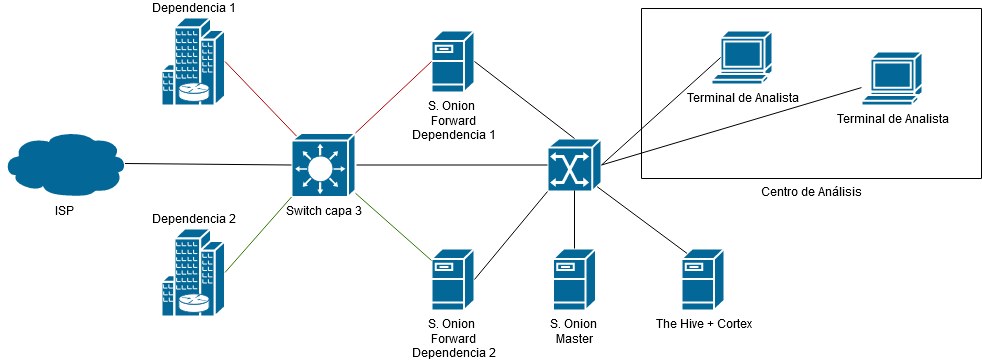 Dependencia 1
Terminal de Analista
Terminal de Analista
S. Onion
Forward
Dependencia 1
Centro de Análisis
ISP
Switch capa 3
Dependencia 2
S. Onion
Forward
Dependencia 2
S. Onion
Master
The Hive + Cortex